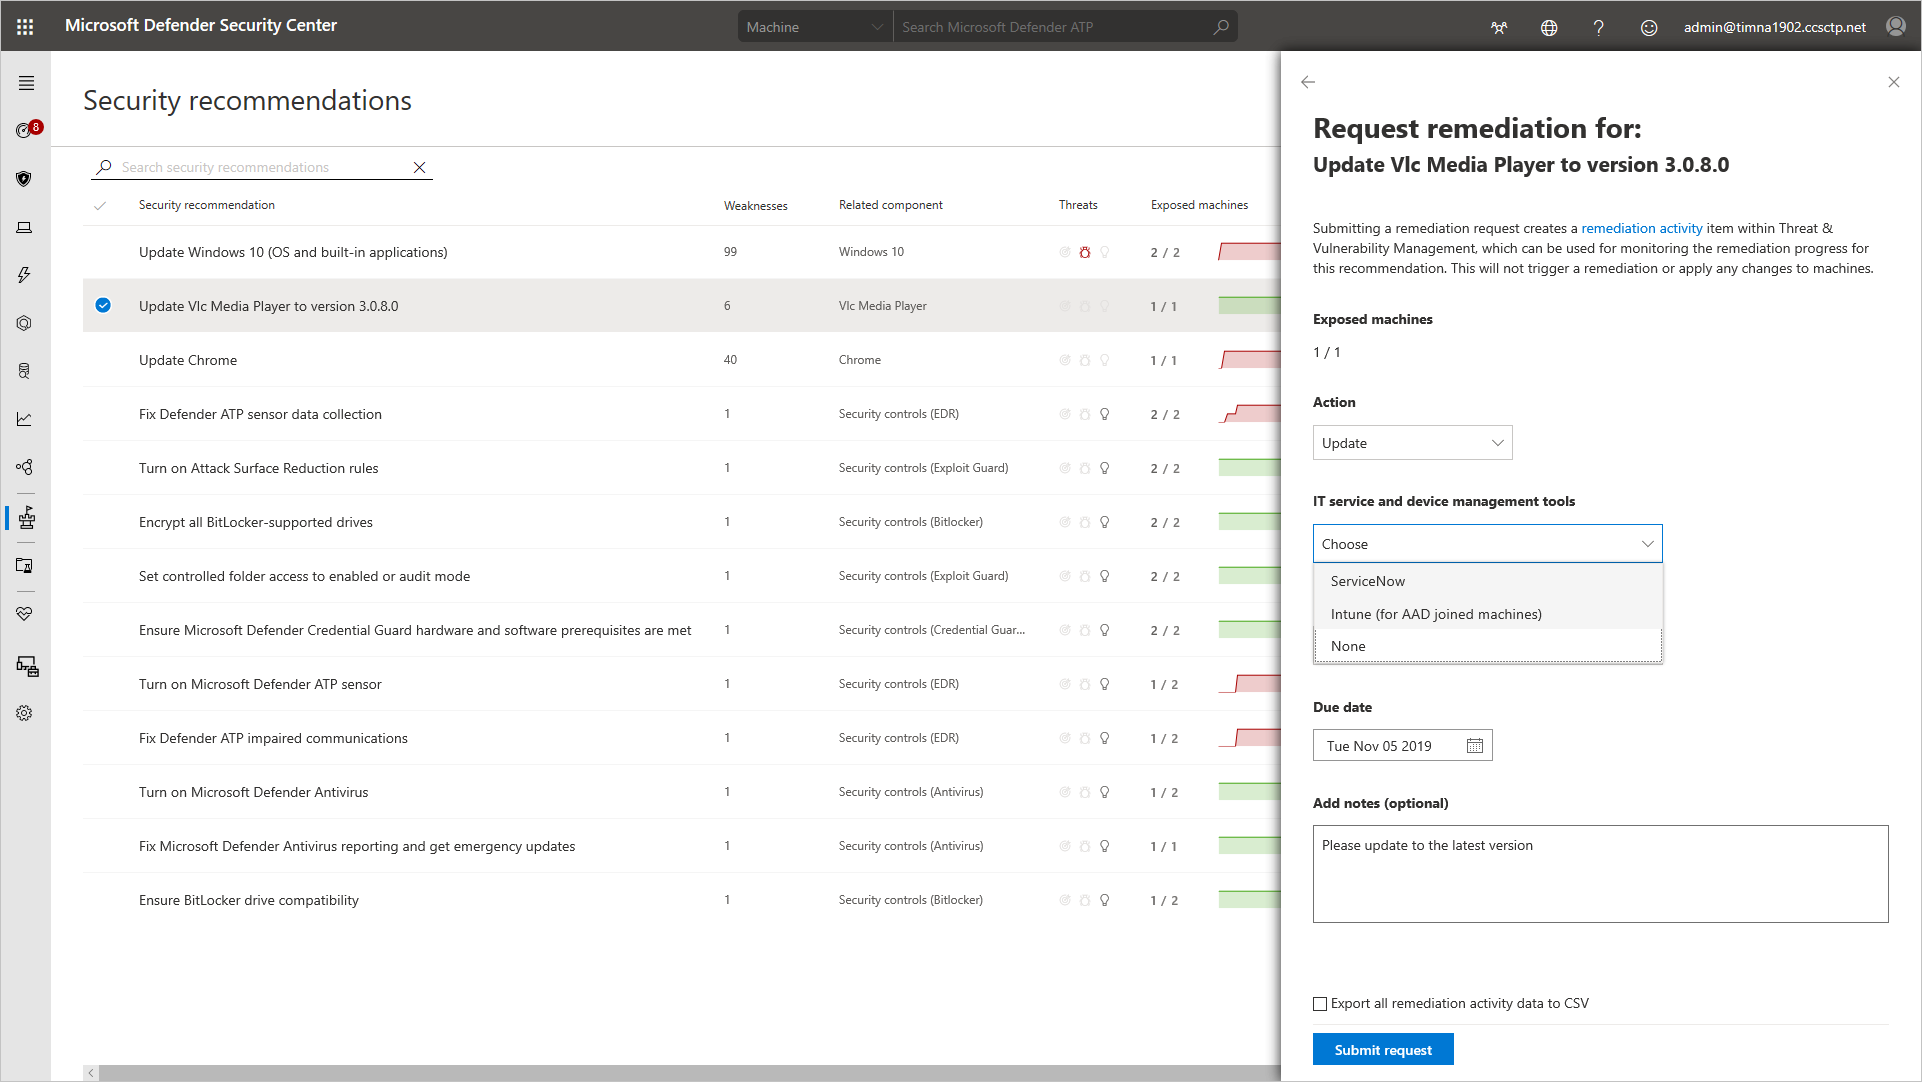 Microsoft Defender Security Center
Machine
Search Microsoft Defender ATP
admin@timna1902.ccsctp.net
8
Security recommendations
Search security recommendations
Security recommendation Weaknesses Related component Threats Exposed machines
Update Windows 10 (OS and built-in applications) 99 Windows 10 2 / 2
Update Vlc Media Player to version 3.0.8.0 6 Vlc Media Player 1 / 1
Update Chrome 40 Chrome 1 / 1
Fix Defender ATP sensor data collection 1 Security controls (EDR) 2 / 2
Turn on Attack Surface Reduction rules 1 Security controls (Exploit Guard) 2 / 2
Encrypt all BitLocker-supported drives 1 Security controls (Bitlocker) 2 / 2
Set controlled folder access to enabled or audit mode 1 Security controls (Exploit Guard) 2 / 2
Ensure Microsoft Defender Credential Guard hardware and software prerequisites are met 1 Security controls (Credential Guar... 2 / 2
Turn on Microsoft Defender ATP sensor 1 Security controls (EDR) 1 / 2
Fix Defender ATP impaired communications 1 Security controls (EDR) 1 / 2
Turn on Microsoft Defender Antivirus 1 Security controls (Antivirus) 1 / 2
Fix Microsoft Defender Antivirus reporting and get emergency updates 1 Security controls (Antivirus) 1 / 1
Ensure BitLocker drive compatibility 1 Security controls (Bitlocker) 1 / 2
Request remediation for:
Update Vlc Media Player to version 3.0.8.0
Submitting a remediation request creates a remediation activity item within Threat &
Vulnerability Management, which can be used for monitoring the remediation progress for
this recommendation. This will not trigger a remediation or apply any changes to machines.
Exposed machines
1 / 1
Action
Update
IT service and device management tools
Choose
ServiceNow
Intune (for AAD joined machines)
None
Due date
Tue Nov 05 2019
Add notes (optional)
Please update to the latest version
Export all remediation activity data to CSV
Submit request